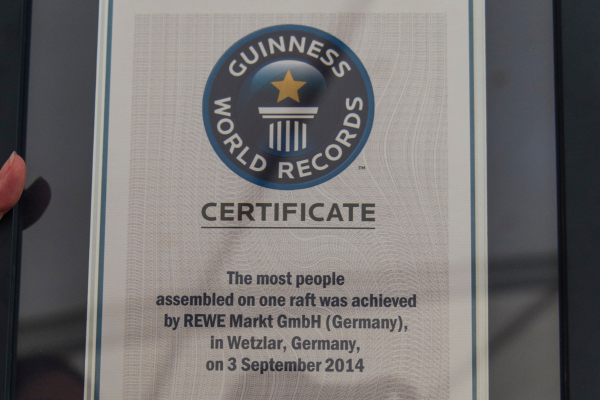 GUINNESS
WORLD RECORDS
™
CERTIFICATE
The most people
assembled on one raft was achieved
by REWE Markt GmbH (Germany),
in Wetzlar, Germany,
on 3 September 2014